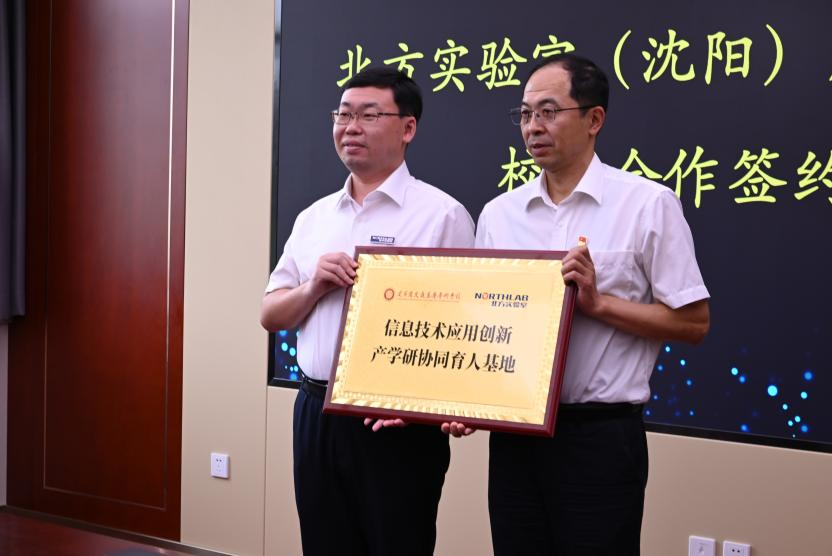 北方实验室（沈阳）
校 合作签约
NORTHLAB
北方实验室
信息技术应用创新
产学研协同育人基地